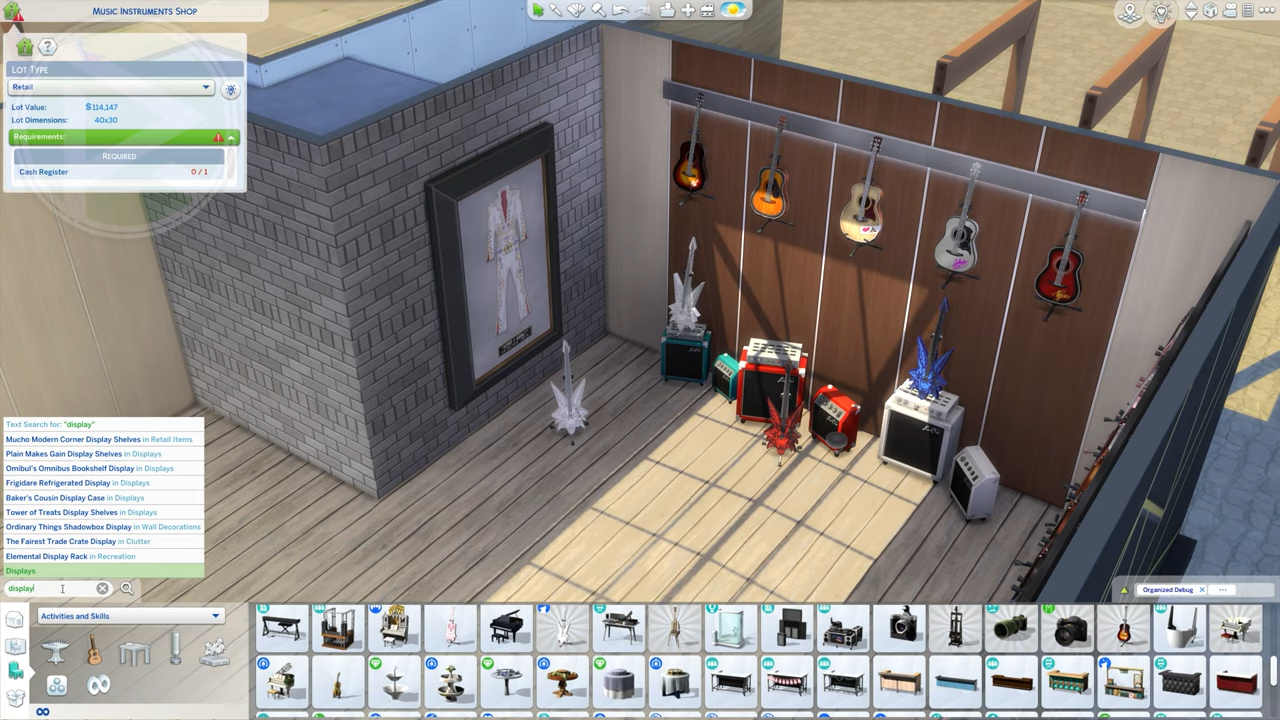 Music Instruments Shop
Lot Type
Retail
Lot Value: §114,147
Lot Dimensions: 40x30
Requirements:
Required
Cash Register 0 / 1
Text Search for: "display"
Mucho Modern Corner Display Shelves in Retail Items
Plain Makes Gain Display Shelves in Displays
Omibul's Omnibus Bookshelf Display in Displays
Frigidare Refrigerated Display in Displays
Baker's Cousin Display Case in Displays
Tower of Treats Display Shelves in Displays
Ordinary Things Shadowbox Display in Wall Decorations
The Fairest Trade Crate Display in Clutter
Elemental Display Rack in Recreation
Displays
display
Organized Debug
Activities and Skills